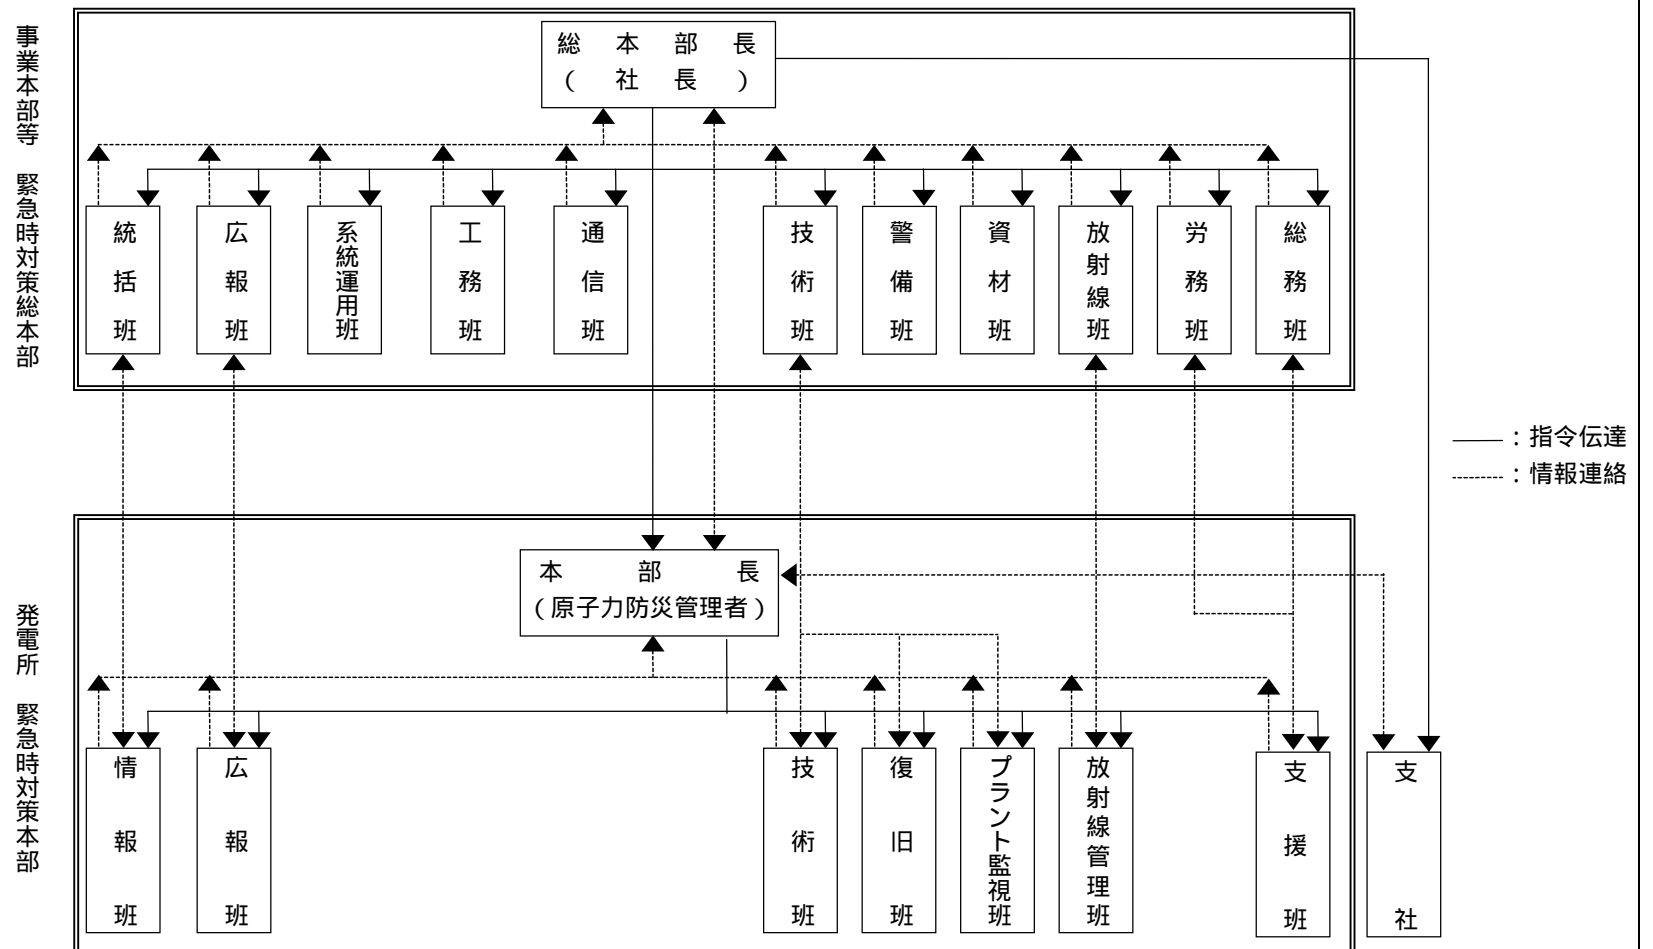 事業本部等 緊急時対策総本部
総本部長
(社長)
統括班
広報班
系統運用班
工務班
通信班
技術班
警備班
資材班
放射線班
労務班
総務班
:指令伝達
:情報連絡
発電所 緊急時対策本部
本部長
(原子力防災管理者)
情報班
広報班
技術班
復旧班
プラント監視班
放射線管理班
支援班
支社